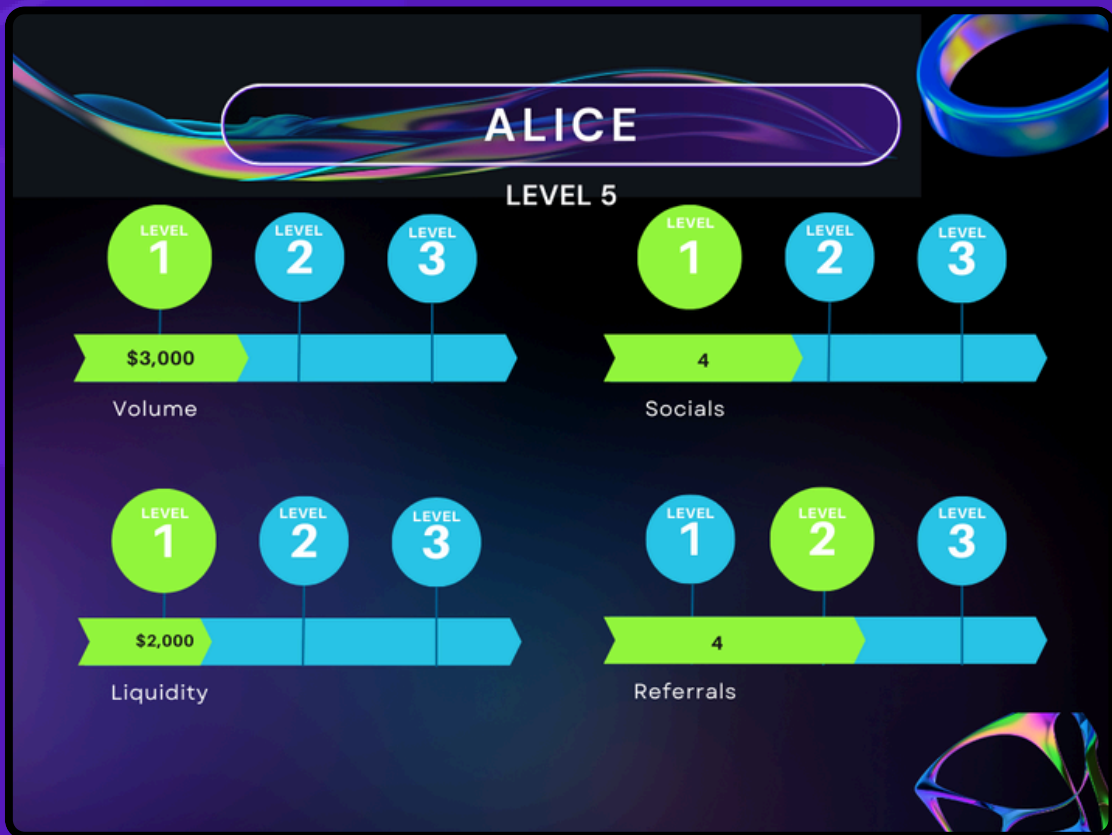 ALICE
LEVEL 5
LEVEL
1
LEVEL
2
LEVEL
3
$3,000
Volume
LEVEL
1
LEVEL
2
LEVEL
3
4
Socials
LEVEL
1
LEVEL
2
LEVEL
3
$2,000
Liquidity
LEVEL
1
LEVEL
2
LEVEL
3
4
Referrals